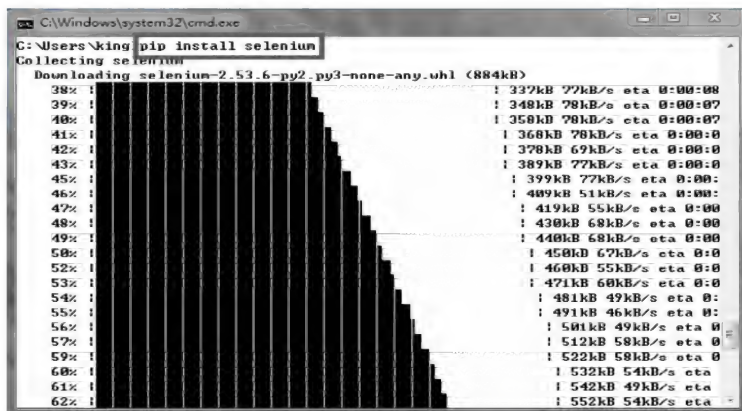 C:\Windows\system32\cmd.exe
C:\Users\king>pip install selenium
Collecting selenium
Downloading selenium-2.53.6-py2.py3-none-any.whl (884kB)
38% | | 337kB 77kB/s eta 0:00:08
39% | | 348kB 78kB/s eta 0:00:07
40% | | 358kB 78kB/s eta 0:00:07
41% | | 368kB 78kB/s eta 0:00:0
42% | | 378kB 69kB/s eta 0:00:0
43% | | 389kB 77kB/s eta 0:00:0
45% | | 399kB 77kB/s eta 0:00:
46% | | 409kB 51kB/s eta 0:00:
47% | | 419kB 55kB/s eta 0:00
48% | | 430kB 68kB/s eta 0:00
49% | | 440kB 68kB/s eta 0:00
50% | | 450kB 67kB/s eta 0:0
52% | | 460kB 55kB/s eta 0:0
53% | | 471kB 60kB/s eta 0:0
54% | | 481kB 49kB/s eta 0:
55% | | 491kB 46kB/s eta 0:
56% | | 501kB 49kB/s eta 0
57% | | 512kB 58kB/s eta 0
59% | | 522kB 58kB/s eta 0
60% | | 532kB 54kB/s eta
61% | | 542kB 49kB/s eta
62% | | 552kB 54kB/s eta